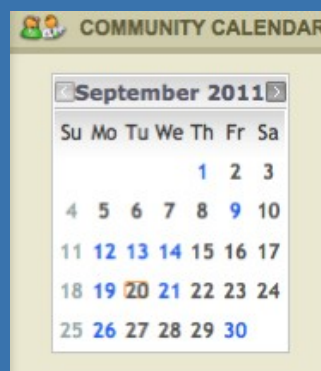 COMMUNITY CALENDAR
September 2011
Su Mo Tu We Th Fr Sa
1 2 3
4 5 6 7 8 9 10
11 12 13 14 15 16 17
18 19 20 21 22 23 24
25 26 27 28 29 30